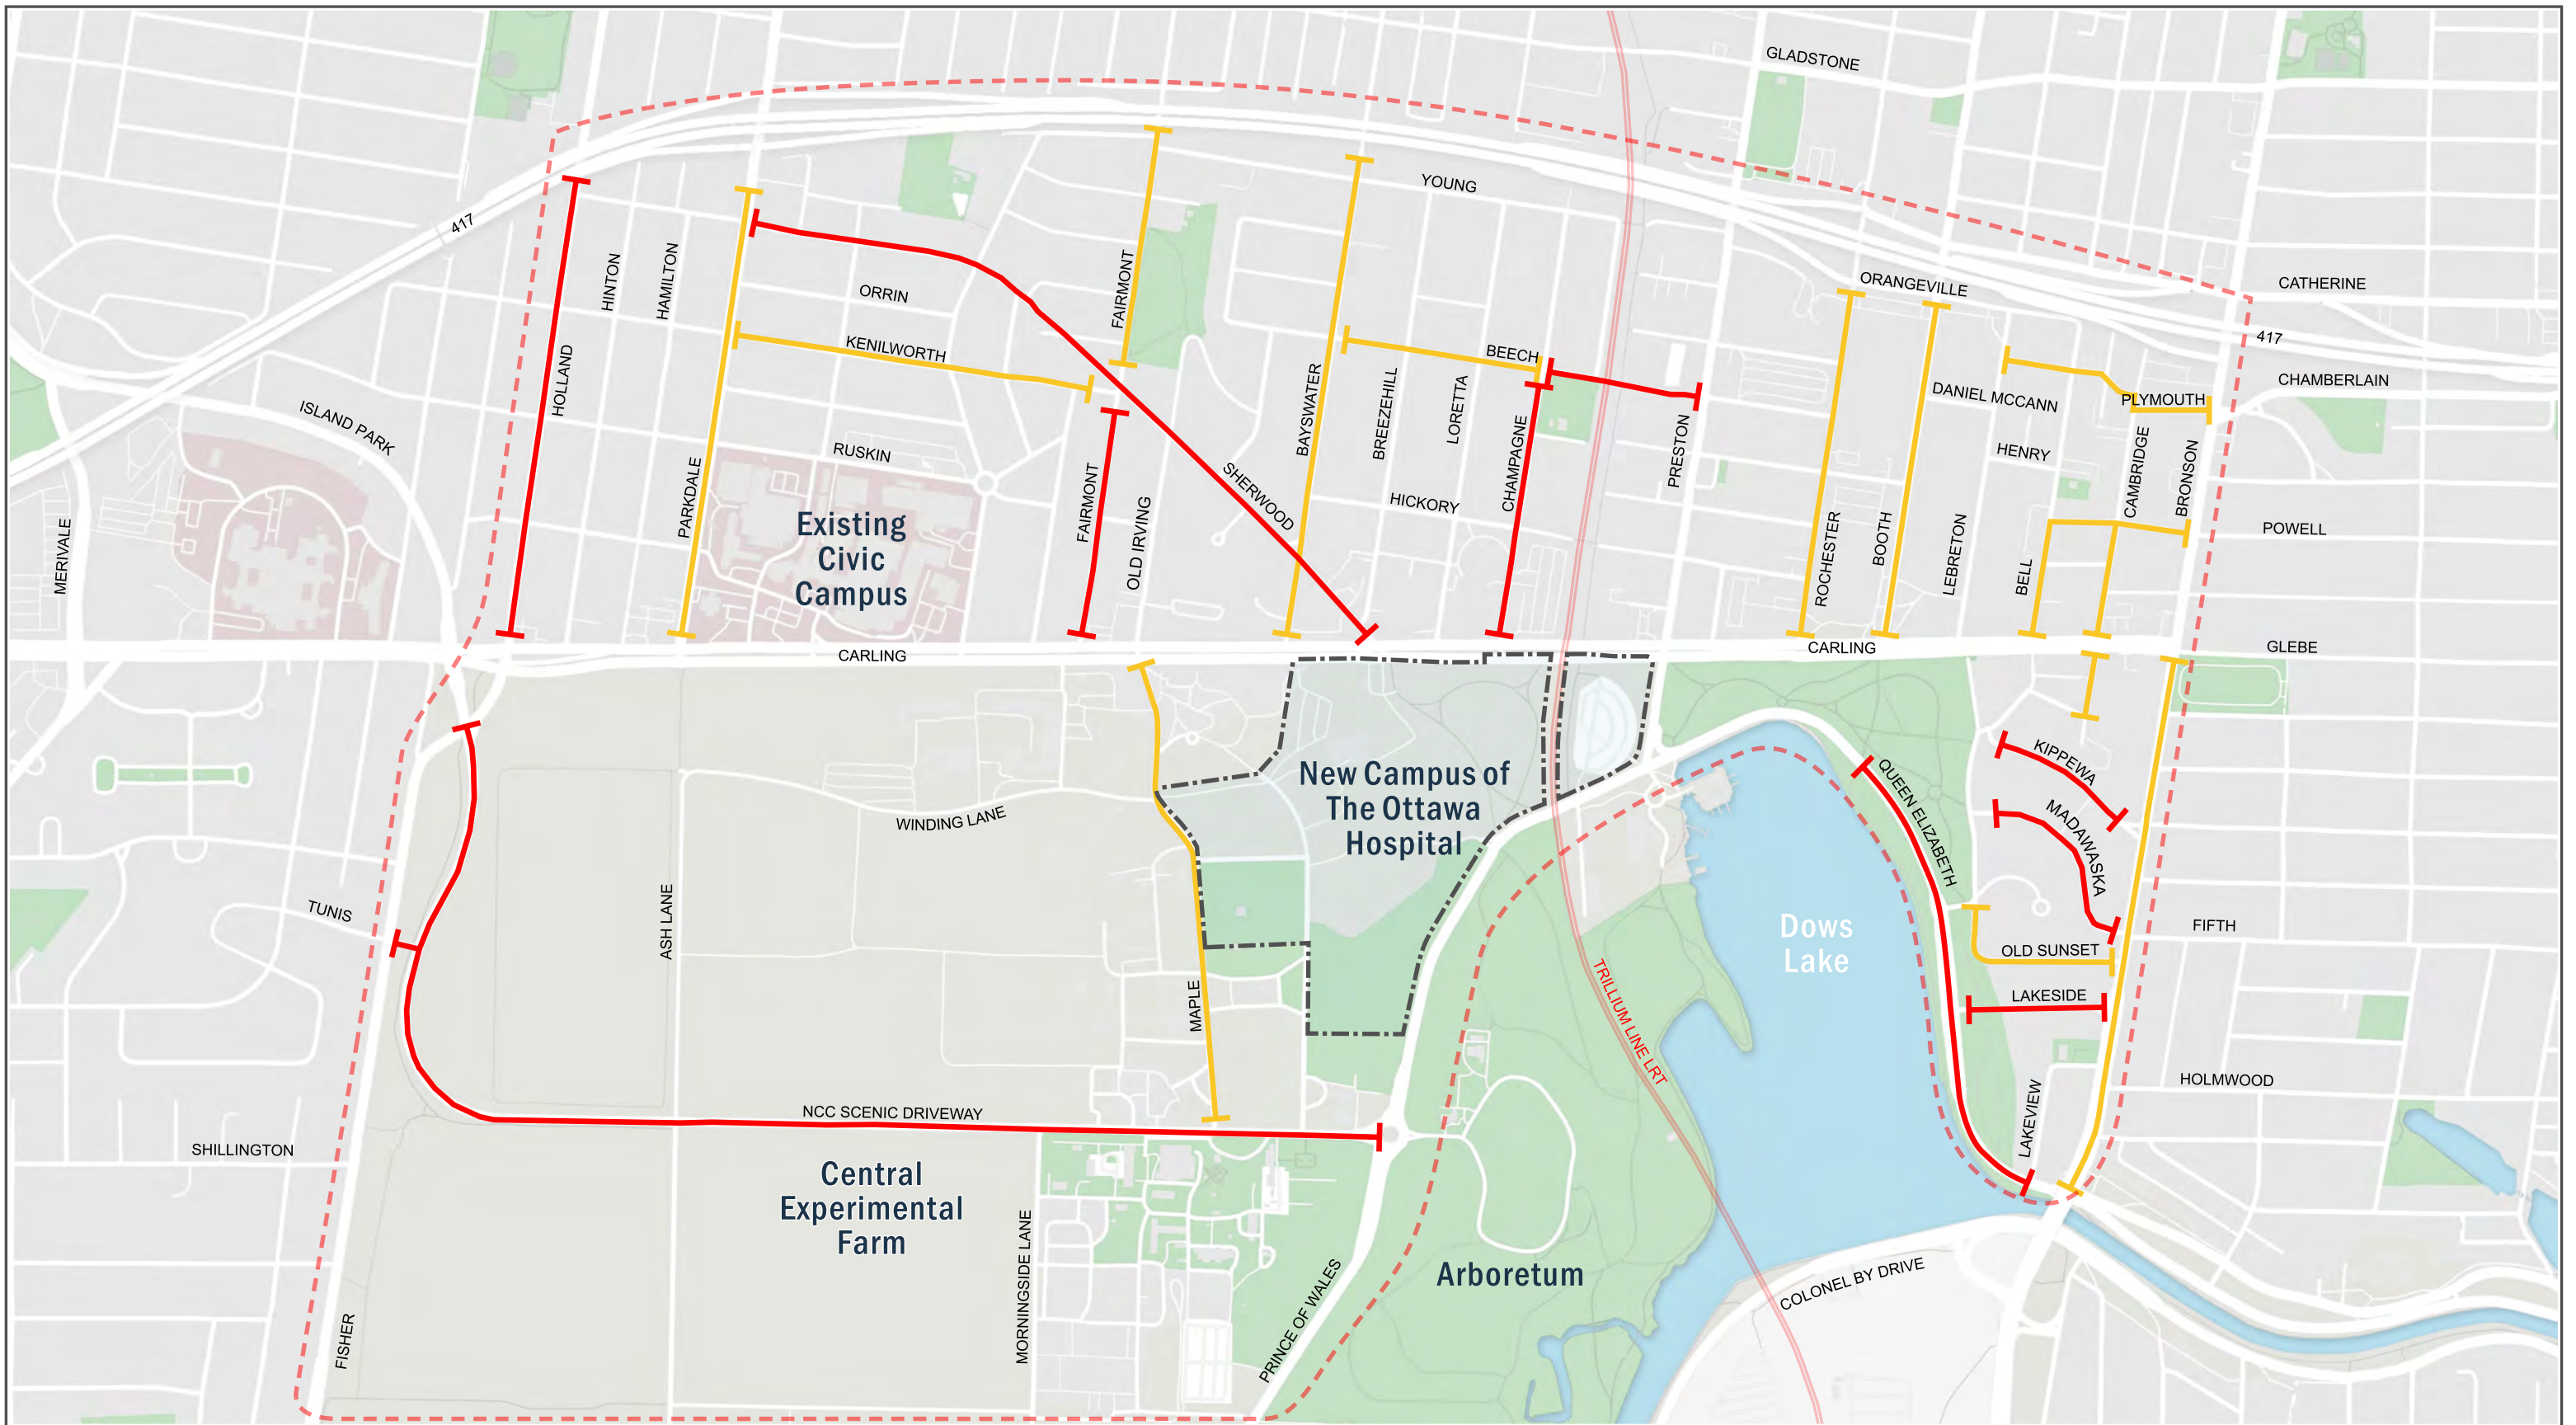 GLADSTONE
YOUNG
417
HINTON
HAMILTON
FAIRMONT
ORRIN
ORANGEVILLE
CATHERINE
417
KENILWORTH
BEECH
CHAMBERLAIN
HOLLAND
ISLAND PARK
BAYSWATER
BREEZEHILL
LORETTA
DANIEL MCCANN
PLYMOUTH
RUSKIN
PARKDALE
SHERWOOD
CHAMPAGNE
PRESTON
HENRY
CAMBRIDGE
BRONSON
HICKORY
Existing
Civic
Campus
FAIRMONT
OLD IRVING
MERIVALE
ROCHESTER
BOOTH
LEBRETON
BELL
POWELL
CARLING
CARLING
GLEBE
New Campus of
The Ottawa
Hospital
KIPPEWA
QUEEN ELIZABETH
MADAWASKA
WINDING LANE
TUNIS
ASH LANE
Dows
Lake
FIFTH
OLD SUNSET
MAPLE
LAKESIDE
TRILLIUM LINE LRT
HOLMWOOD
LAKEVIEW
NCC SCENIC DRIVEWAY
SHILLINGTON
Central
Experimental
Farm
MORNINGSIDE LANE
Arboretum
COLONEL BY DRIVE
PRINCE OF WALES
FISHER